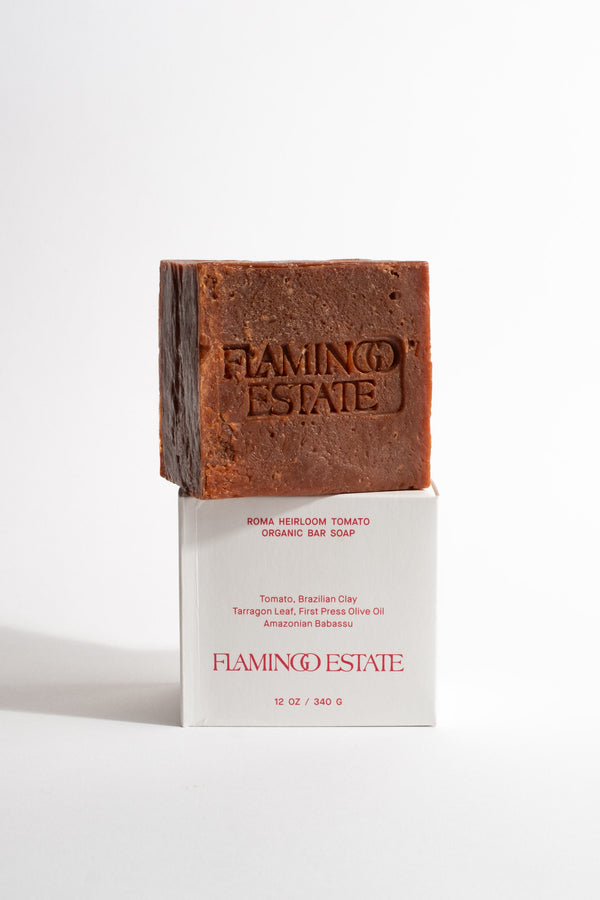 FLAMINGO
ESTATE
ROMA HEIRLOOM TOMATO
ORGANIC BAR SOAP
Tomato, Brazilian Clay
Tarragon Leaf, First Press Olive Oil
Amazonian Babassu
FLAMINGO ESTATE
12 OZ / 340 G